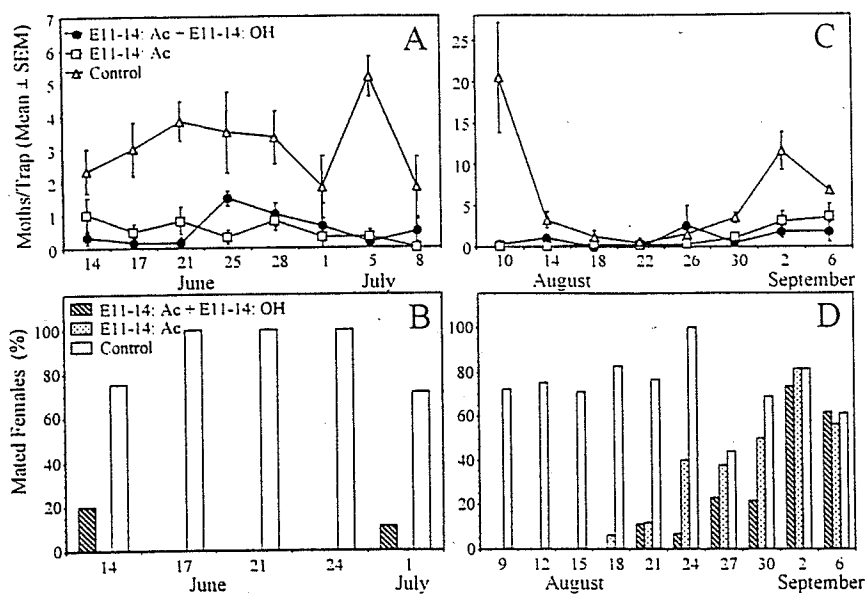 Moths/Trap (Mean ± SEM)
7
6
5
4
3
2
1
0
E11-14: Ac + E11-14: OH
E11-14: Ac
Control
A
14 17 21 25 28 1 5 8
June July
25
20
15
10
5
0
C
10 14 18 22 26 30 2 6
August September
Mated Females (%)
100
80
60
40
20
0
E11-14: Ac + E11-14: OH
E11-14: Ac
Control
B
14 17 21 24 1
June July
100
80
60
40
20
0
D
9 12 15 18 21 24 27 30 2 6
August September